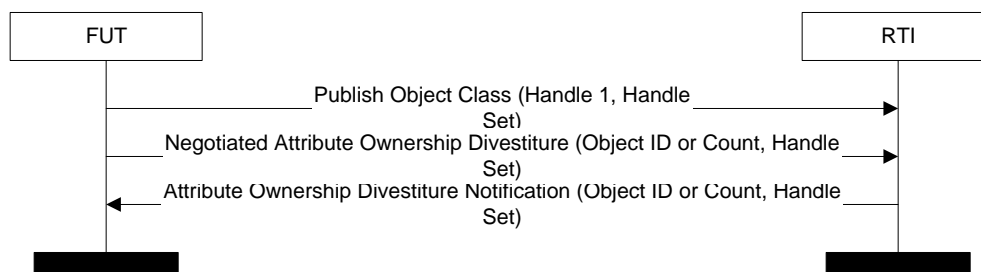 FUT
RTI
Publish Object Class (Handle 1, Handle
Set)
Negotiated Attribute Ownership Divestiture (Object ID or Count, Handle
Set)
Attribute Ownership Divestiture Notification (Object ID or Count, Handle
Set)